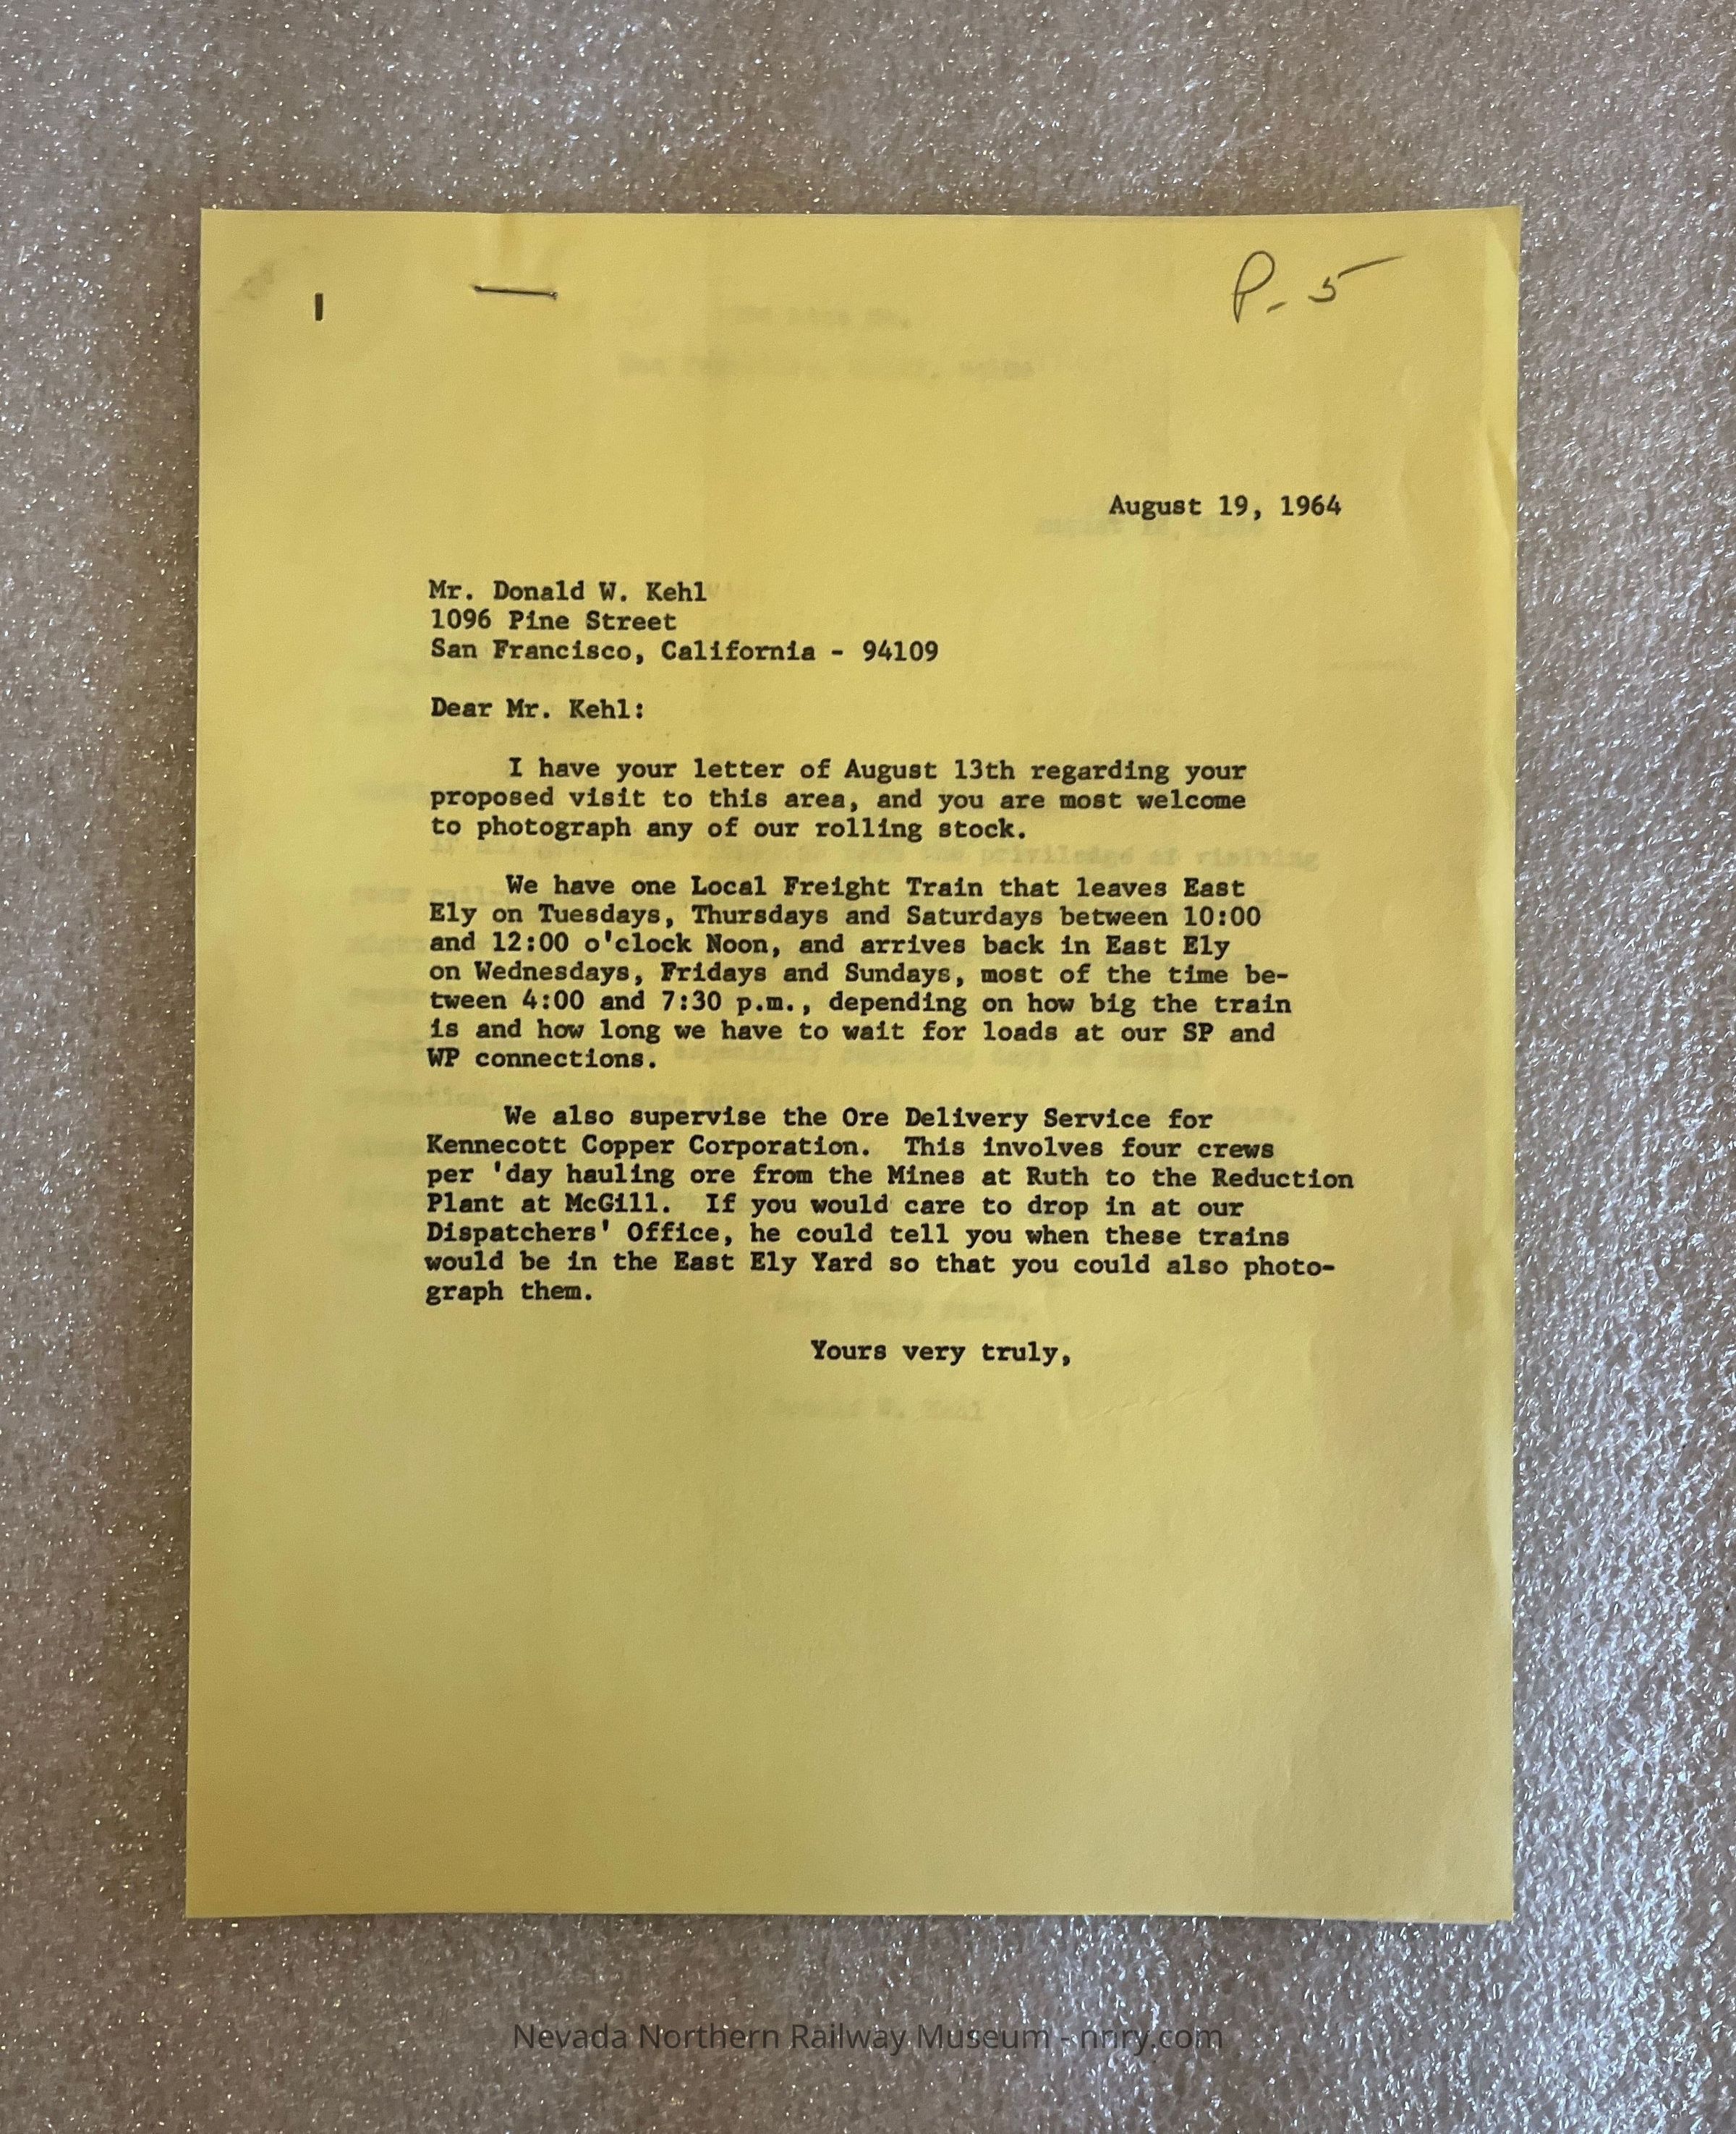 P. 5
August 19, 1964
Mr. Donald W. Kehl
1096 Pine Street
San Francisco, California - 94109
Dear Mr. Kehl:
I have your letter of August 13th regarding your
proposed visit to this area, and you are most welcome
to photograph any of our rolling stock.
We have one Local Freight Train that leaves East
Ely on Tuesdays, Thursdays and Saturdays between 10:00
and 12:00 o'clock Noon, and arrives back in East Ely
on Wednesdays, Fridays and Sundays, most of the time be-
tween 4:00 and 7:30 p.m., depending on how big the train
is and how long we have to wait for loads at our SP and
WP connections.
We also supervise the Ore Delivery Service for
Kennecott Copper Corporation. This involves four crews
per 'day hauling ore from the Mines at Ruth to the Reduction
Plant at McGill. If you would care to drop in at our
Dispatchers' Office, he could tell you when these trains
would be in the East Ely Yard so that you could also photo-
graph them.
Yours very truly,
Nevada Northern Railway Museum - nnry.com